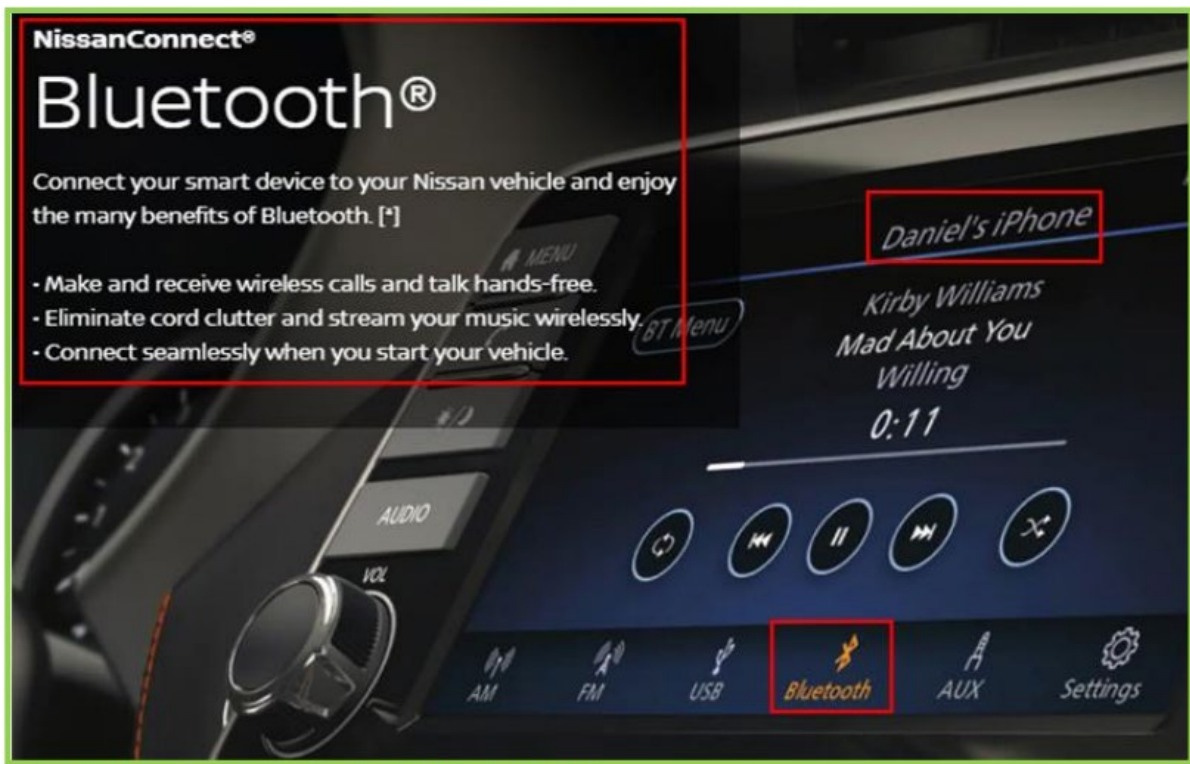 NissanConnect®
Bluetooth®
Connect your smart device to your Nissan vehicle and enjoy
the many benefits of Bluetooth. [*]
• Make and receive wireless calls and talk hands-free.
• Eliminate cord clutter and stream your music wirelessly.
• Connect seamlessly when you start your vehicle.
MENU
Daniel's iPhone
BT Menu
Kirby Williams
Mad About You
Willing
0:11
AUDIO
VOL
AM
FM
USB
Bluetooth
AUX
Settings